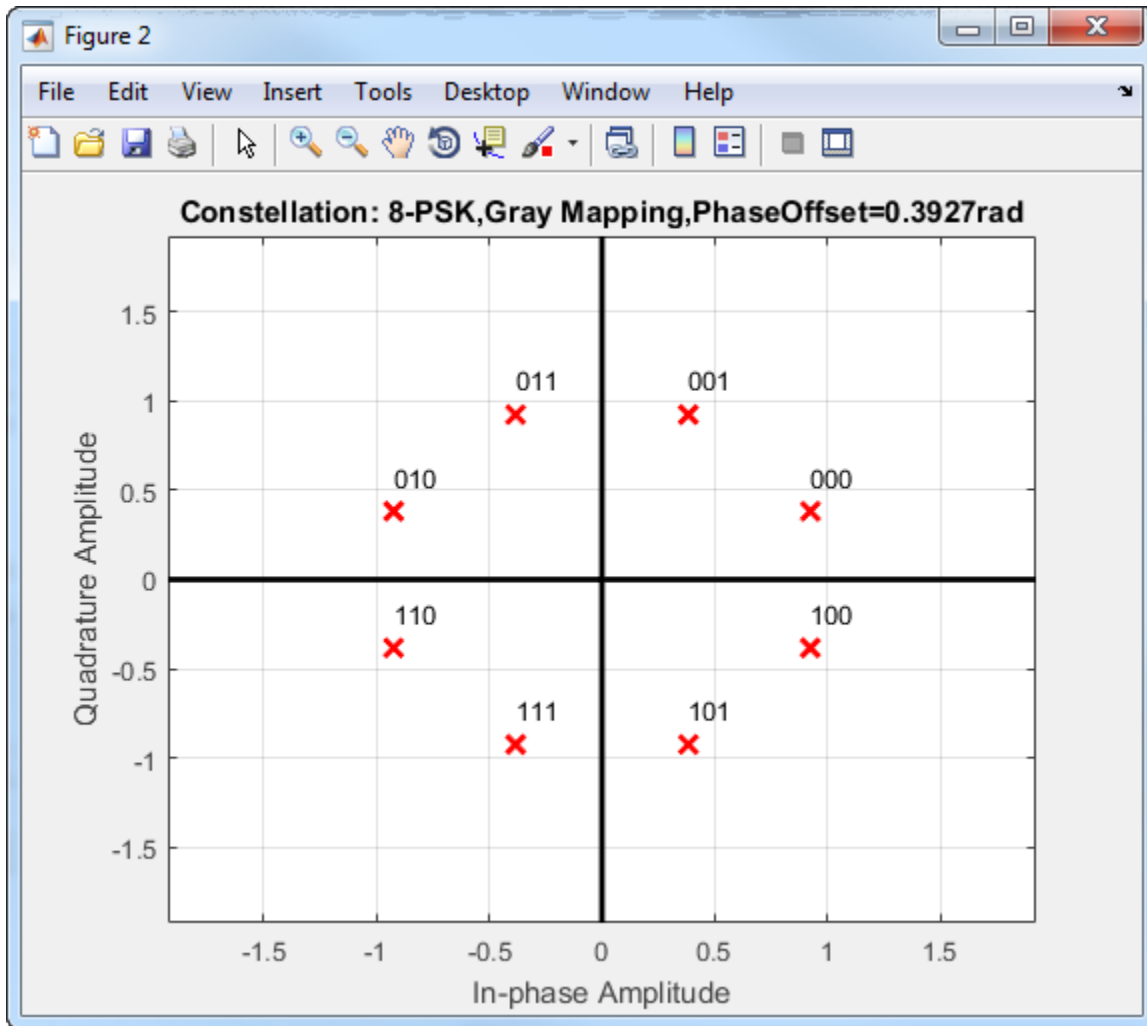 Figure 2
File Edit View Insert Tools Desktop Window Help
Constellation: 8-PSK,Gray Mapping,PhaseOffset=0.3927rad
1.5
011 001
1
010 000
0.5
Quadrature Amplitude
0
110 100
-0.5
111 101
-1
-1.5
-1.5 -1 -0.5 0 0.5 1 1.5
In-phase Amplitude